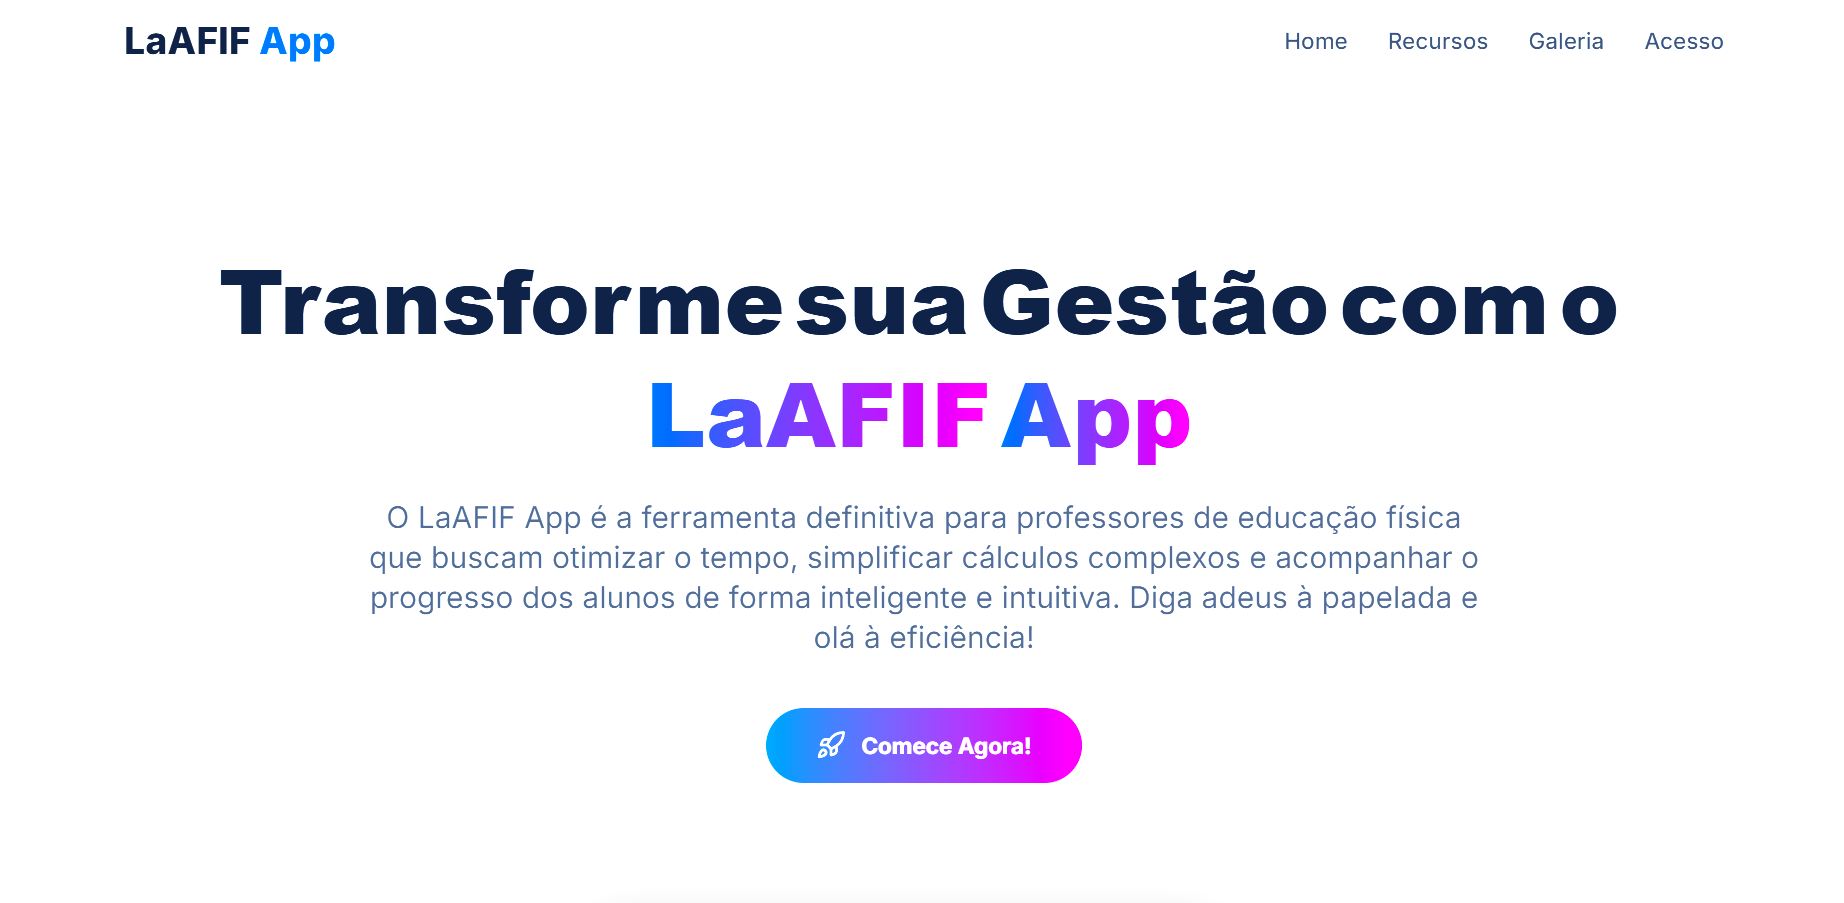 LaAFIF App
Home Recursos Galeria Acesso
Transforme sua Gestão com o
LaAFIF App
O LaAFIF App é a ferramenta definitiva para professores de educação física
que buscam otimizar o tempo, simplificar cálculos complexos e acompanhar o
progresso dos alunos de forma inteligente e intuitiva. Diga adeus à papelada e
olá à eficiência!
Comece Agora!